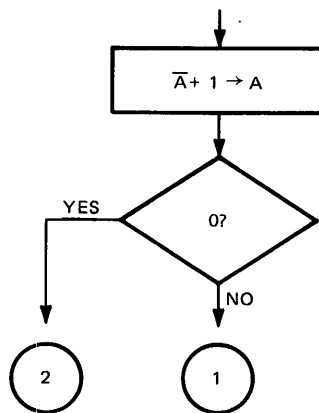 A̅ + 1 → A
0?
YES
NO
2
1